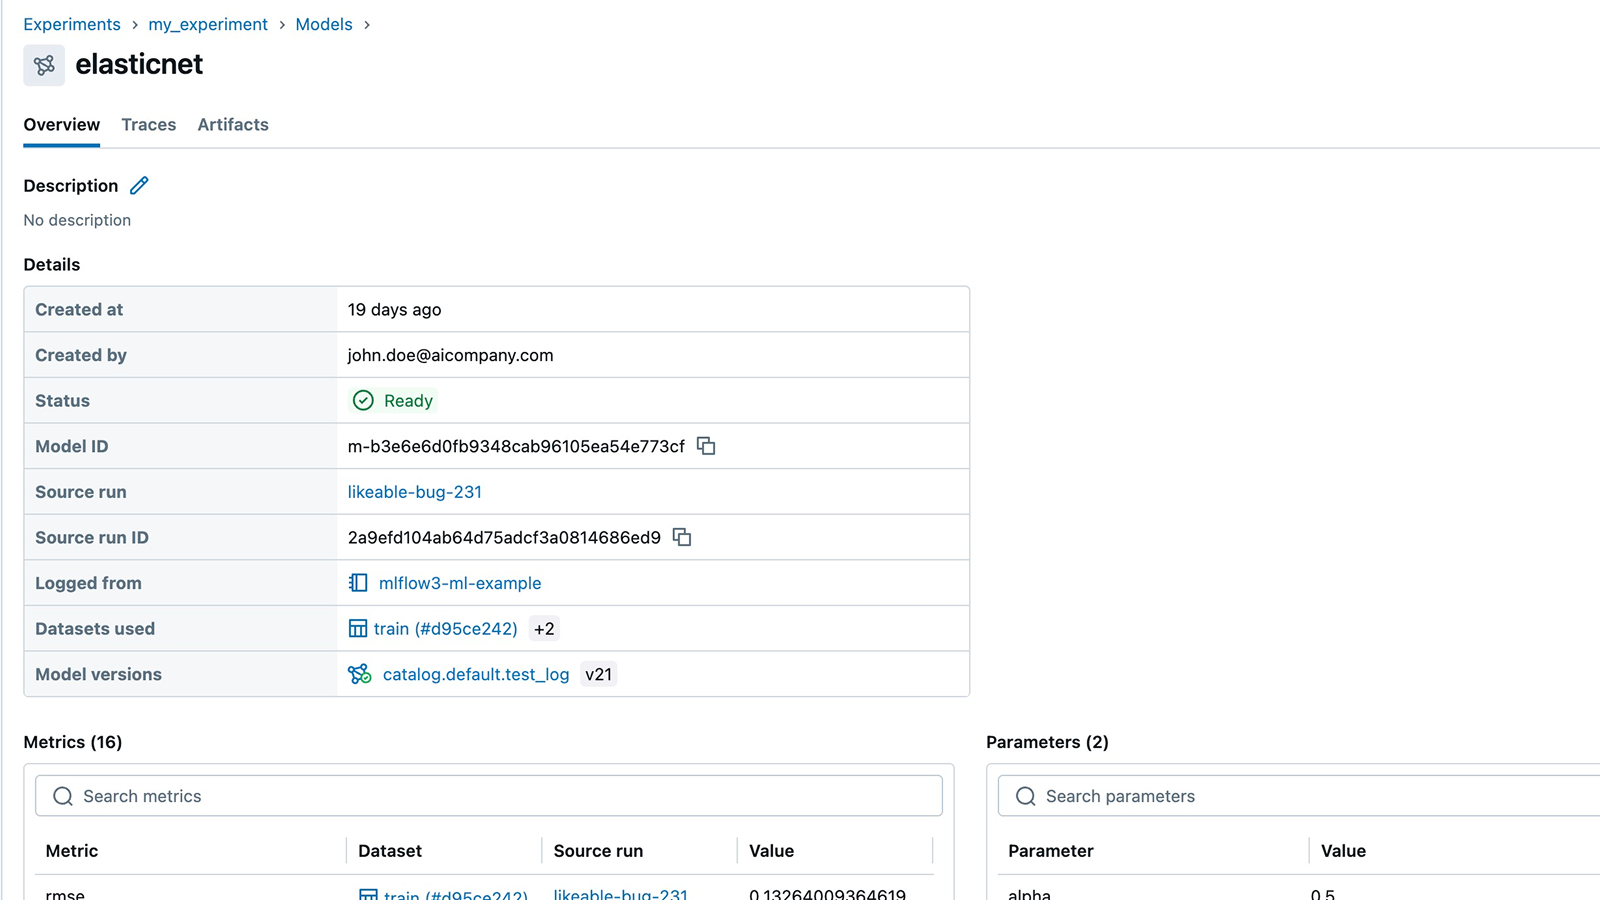 Experiments > my_experiment > Models >
elasticnet
Overview Traces Artifacts
Description
No description
Details
Created at 19 days ago
Created by john.doe@aicompany.com
Status Ready
Model ID m-b3e6e6d0fb9348cab96105ea54e773cf
Source run likeable-bug-231
Source run ID 2a9efd104ab64d75adcf3a0814686ed9
Logged from mlflow3-ml-example
Datasets used train (#d95ce242) +2
Model versions catalog.default.test_log v21
Metrics (16) Parameters (2)
Search metrics Search parameters
Metric Dataset Source run Value Parameter Value
rmse train (#d95ce242) likeable-bug-231 0.13264009364619 alpha 0.5